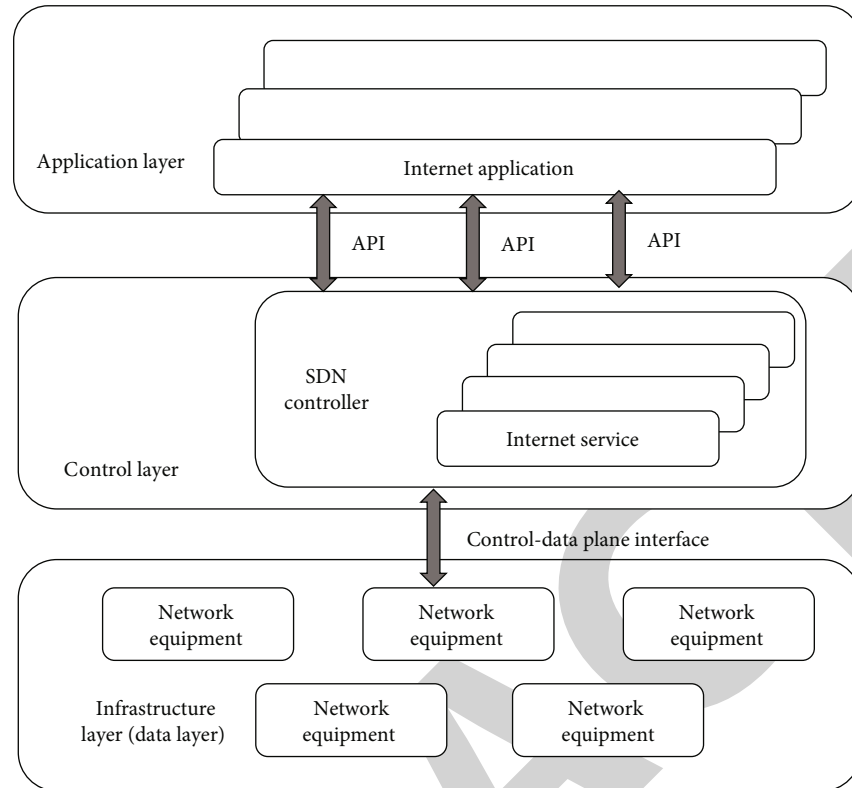 Application layer
Internet application
API
API
API
SDN
controller
Internet service
Control layer
Control-data plane interface
Network
equipment
Network
equipment
Network
equipment
Infrastructure
layer (data layer)
Network
equipment
Network
equipment